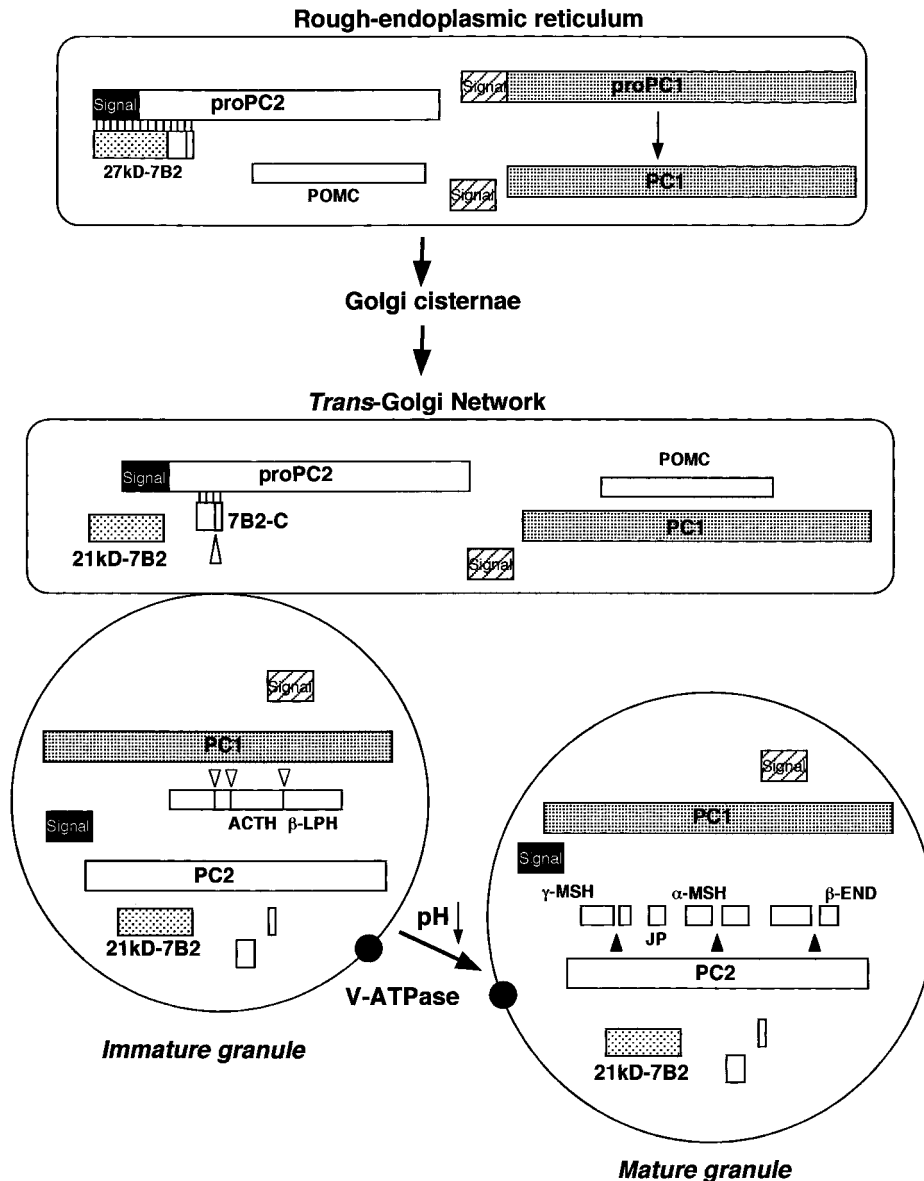 Rough-endoplasmic reticulum
Signal proPC2
Signal proPC1
27kD-7B2
POMC
Signal PC1
Golgi cisternae
Trans-Golgi Network
Signal proPC2
POMC
7B2-C
PC1
21kD-7B2
Signal
Signal
PC1
ACTH β-LPH
Signal
PC2
21kD-7B2
pH
V-ATPase
Immature granule
Signal
PC1
Signal
γ-MSH α-MSH β-END
JP
PC2
21kD-7B2
Mature granule